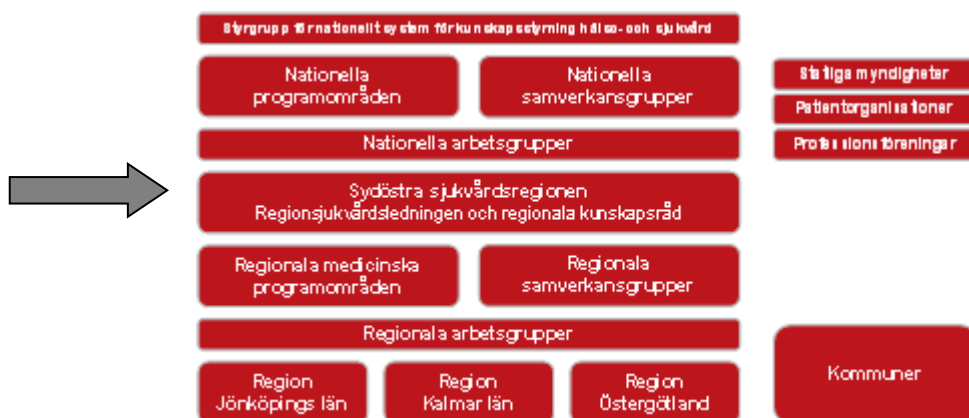 Styrgrupp för nationellt system för kunskapsstyrning hälso- och sjukvård
Nationella
programområden
Nationella
samverkansgrupper
Statliga myndigheter
Patientorganisationer
Professionsföreningar
Nationella arbetsgrupper
Sydöstra sjukvårdsregionen
Regionsjukvårdsledningen och regionala kunskapsråd
Regionala medicinska
programområden
Regionala
samverkansgrupper
Regionala arbetsgrupper
Region
Jönköpings län
Region
Kalmar län
Region
Östergötland
Kommuner